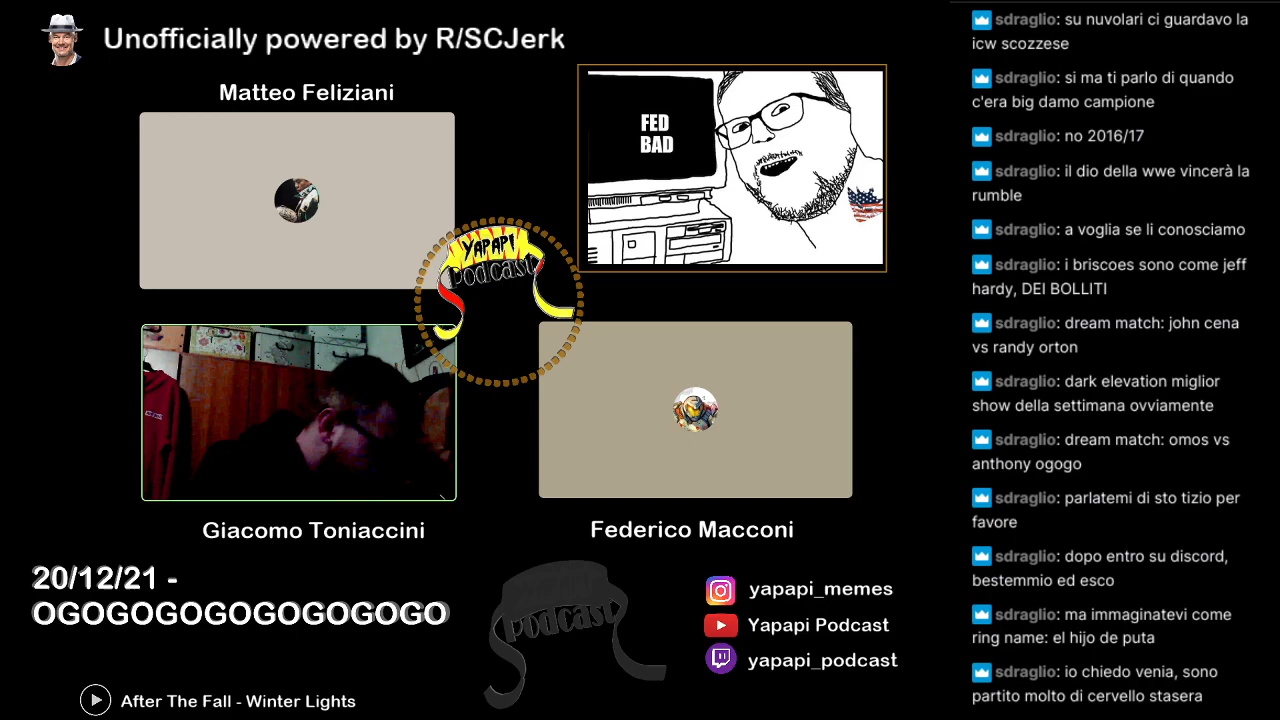 Unofficially powered by R/SCJerk
Matteo Feliziani
FED
BAD
YAPAPI
podcast
Giacomo Toniaccini
Federico Macconi
20/12/21 -
OGOGOGOGOGOGOGOGO
podcast
yapapi_memes
Yapapi Podcast
yapapi_podcast
After The Fall - Winter Lights
sdraglio: su nuvolari ci guardavo la
icw scozzese
sdraglio: si ma ti parlo di quando
c'era big damo campione
sdraglio: no 2016/17
sdraglio: il dio della wwe vincerà la
rumble
sdraglio: a voglia se li conosciamo
sdraglio: i briscoes sono come jeff
hardy, DEI BOLLITI
sdraglio: dream match: john cena
vs randy orton
sdraglio: dark elevation miglior
show della settimana ovviamente
sdraglio: dream match: omos vs
anthony ogogo
sdraglio: parlatemi di sto tizio per
favore
sdraglio: dopo entro su discord,
bestemmio ed esco
sdraglio: ma immaginatevi come
ring name: el hijo de puta
sdraglio: io chiedo venia, sono
partito molto di cervello stasera